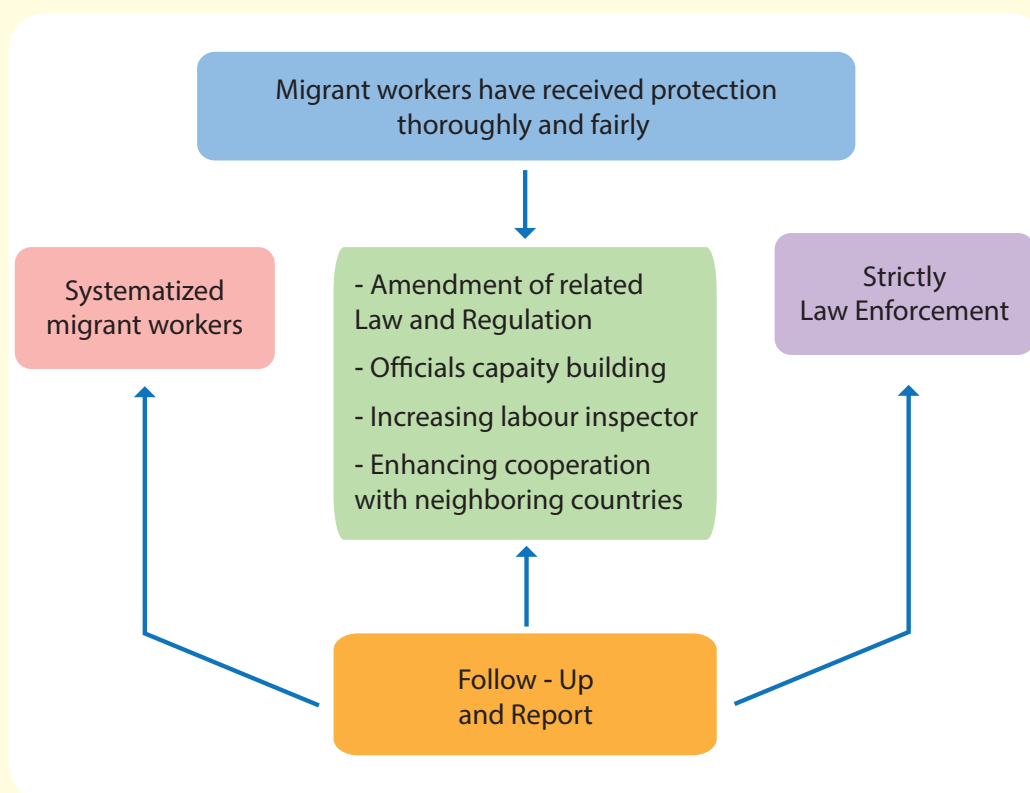 Migrant workers have received protection
thoroughly and fairly
Systematized
migrant workers
- Amendment of related
Law and Regulation
- Officials capaity building
- Increasing labour inspector
- Enhancing cooperation
with neighboring countries
Strictly
Law Enforcement
Follow - Up
and Report